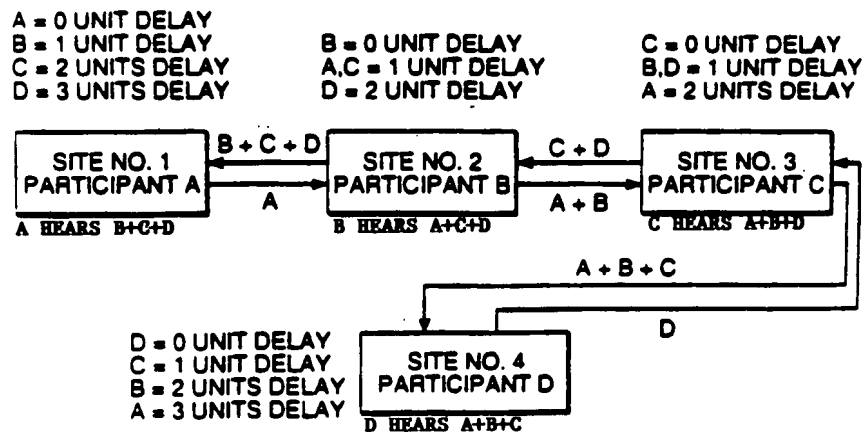 A = 0 UNIT DELAY
B = 1 UNIT DELAY
C = 2 UNITS DELAY
D = 3 UNITS DELAY
B = 0 UNIT DELAY
A,C = 1 UNIT DELAY
D = 2 UNIT DELAY
C = 0 UNIT DELAY
B,D = 1 UNIT DELAY
A = 2 UNITS DELAY
SITE NO. 1
PARTICIPANT A
A HEARS B+C+D
B + C + D
A
SITE NO. 2
PARTICIPANT B
B HEARS A+C+D
C + D
A + B
SITE NO. 3
PARTICIPANT C
C HEARS A+B+D
A + B + C
D
D = 0 UNIT DELAY
C = 1 UNIT DELAY
B = 2 UNITS DELAY
A = 3 UNITS DELAY
SITE NO. 4
PARTICIPANT D
D HEARS A+B+C